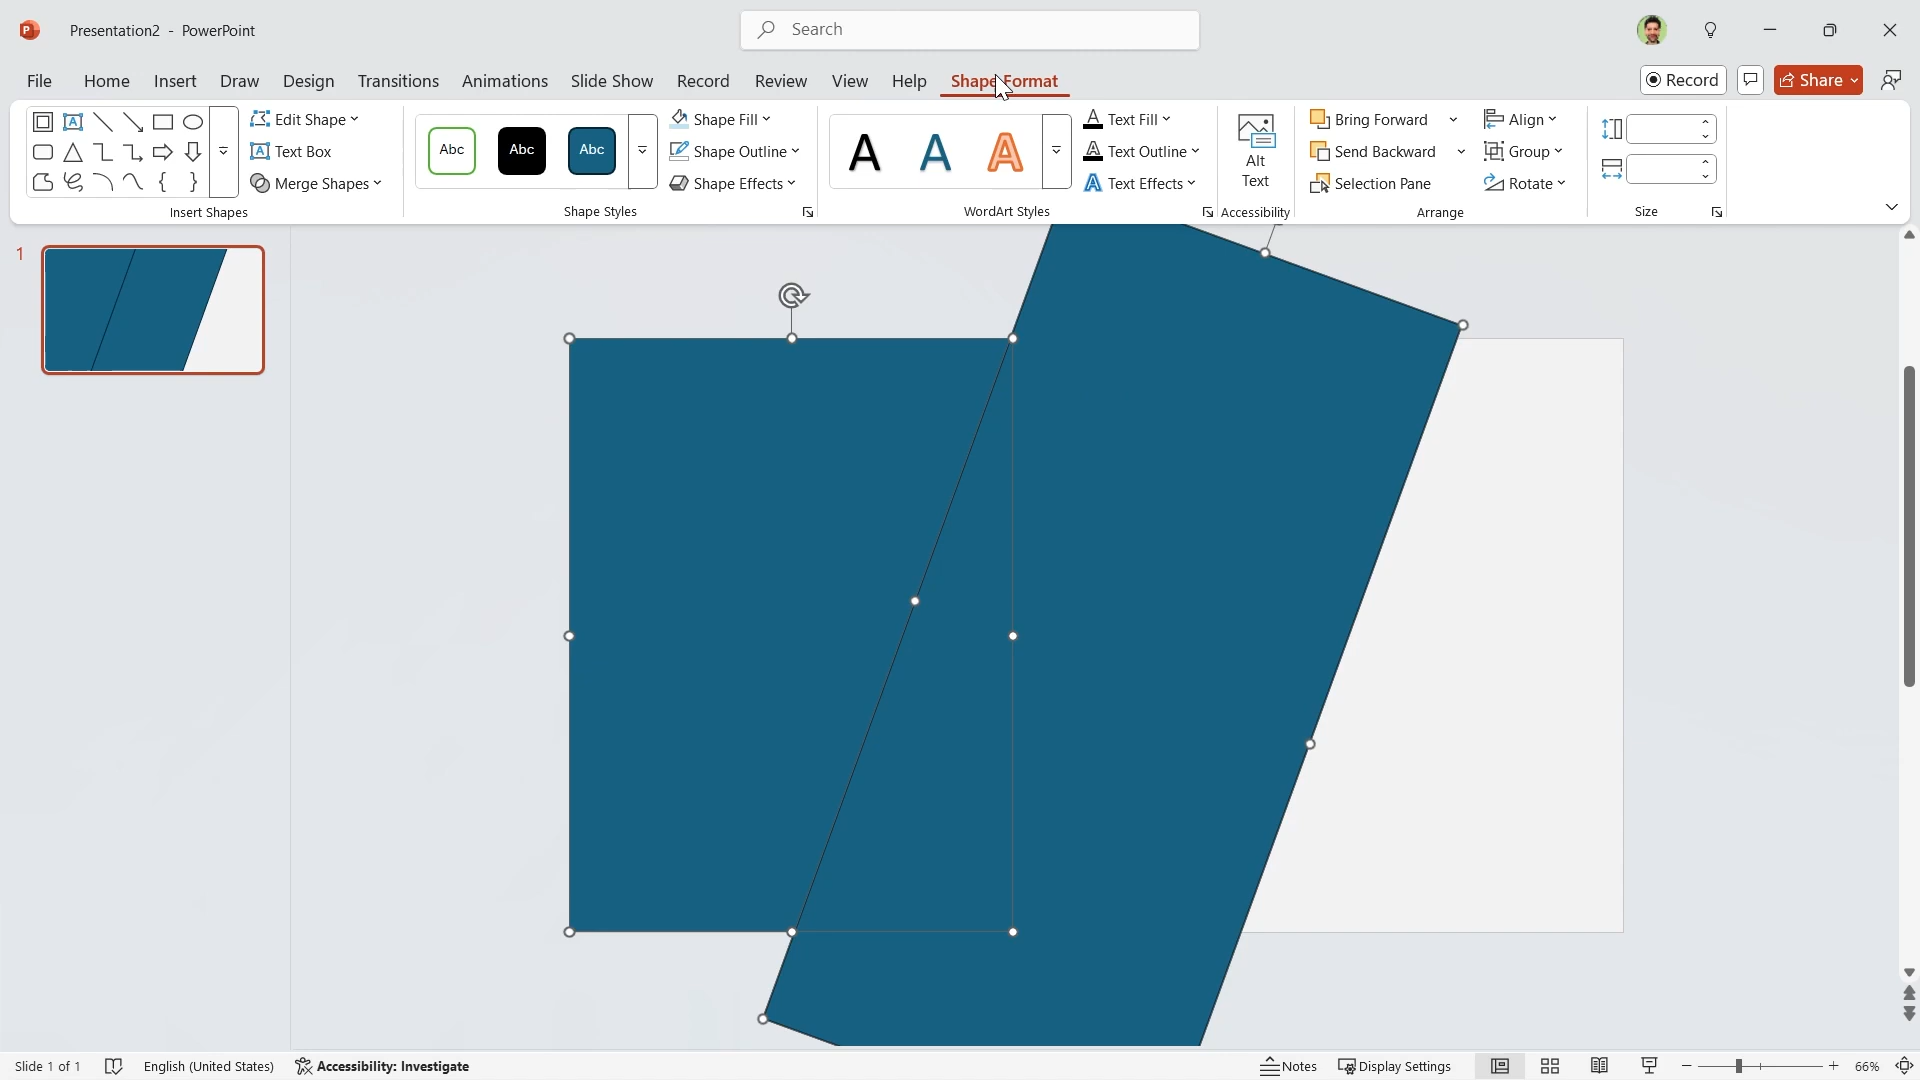 Presentation2 - PowerPoint
Search
File Home Insert Draw Design Transitions Animations Slide Show Record Review View Help Shape Format
Record
Share
Edit Shape
Text Box
Merge Shapes
Insert Shapes
Abc Abc Abc
Shape Fill
Shape Outline
Shape Effects
Shape Styles
A A A
Text Fill
Text Outline
Text Effects
WordArt Styles
Alt
Text
Accessibility
Bring Forward
Send Backward
Selection Pane
Align
Group
Rotate
Arrange
Size
1
Slide 1 of 1
English (United States)
Accessibility: Investigate
Notes
Display Settings
66%